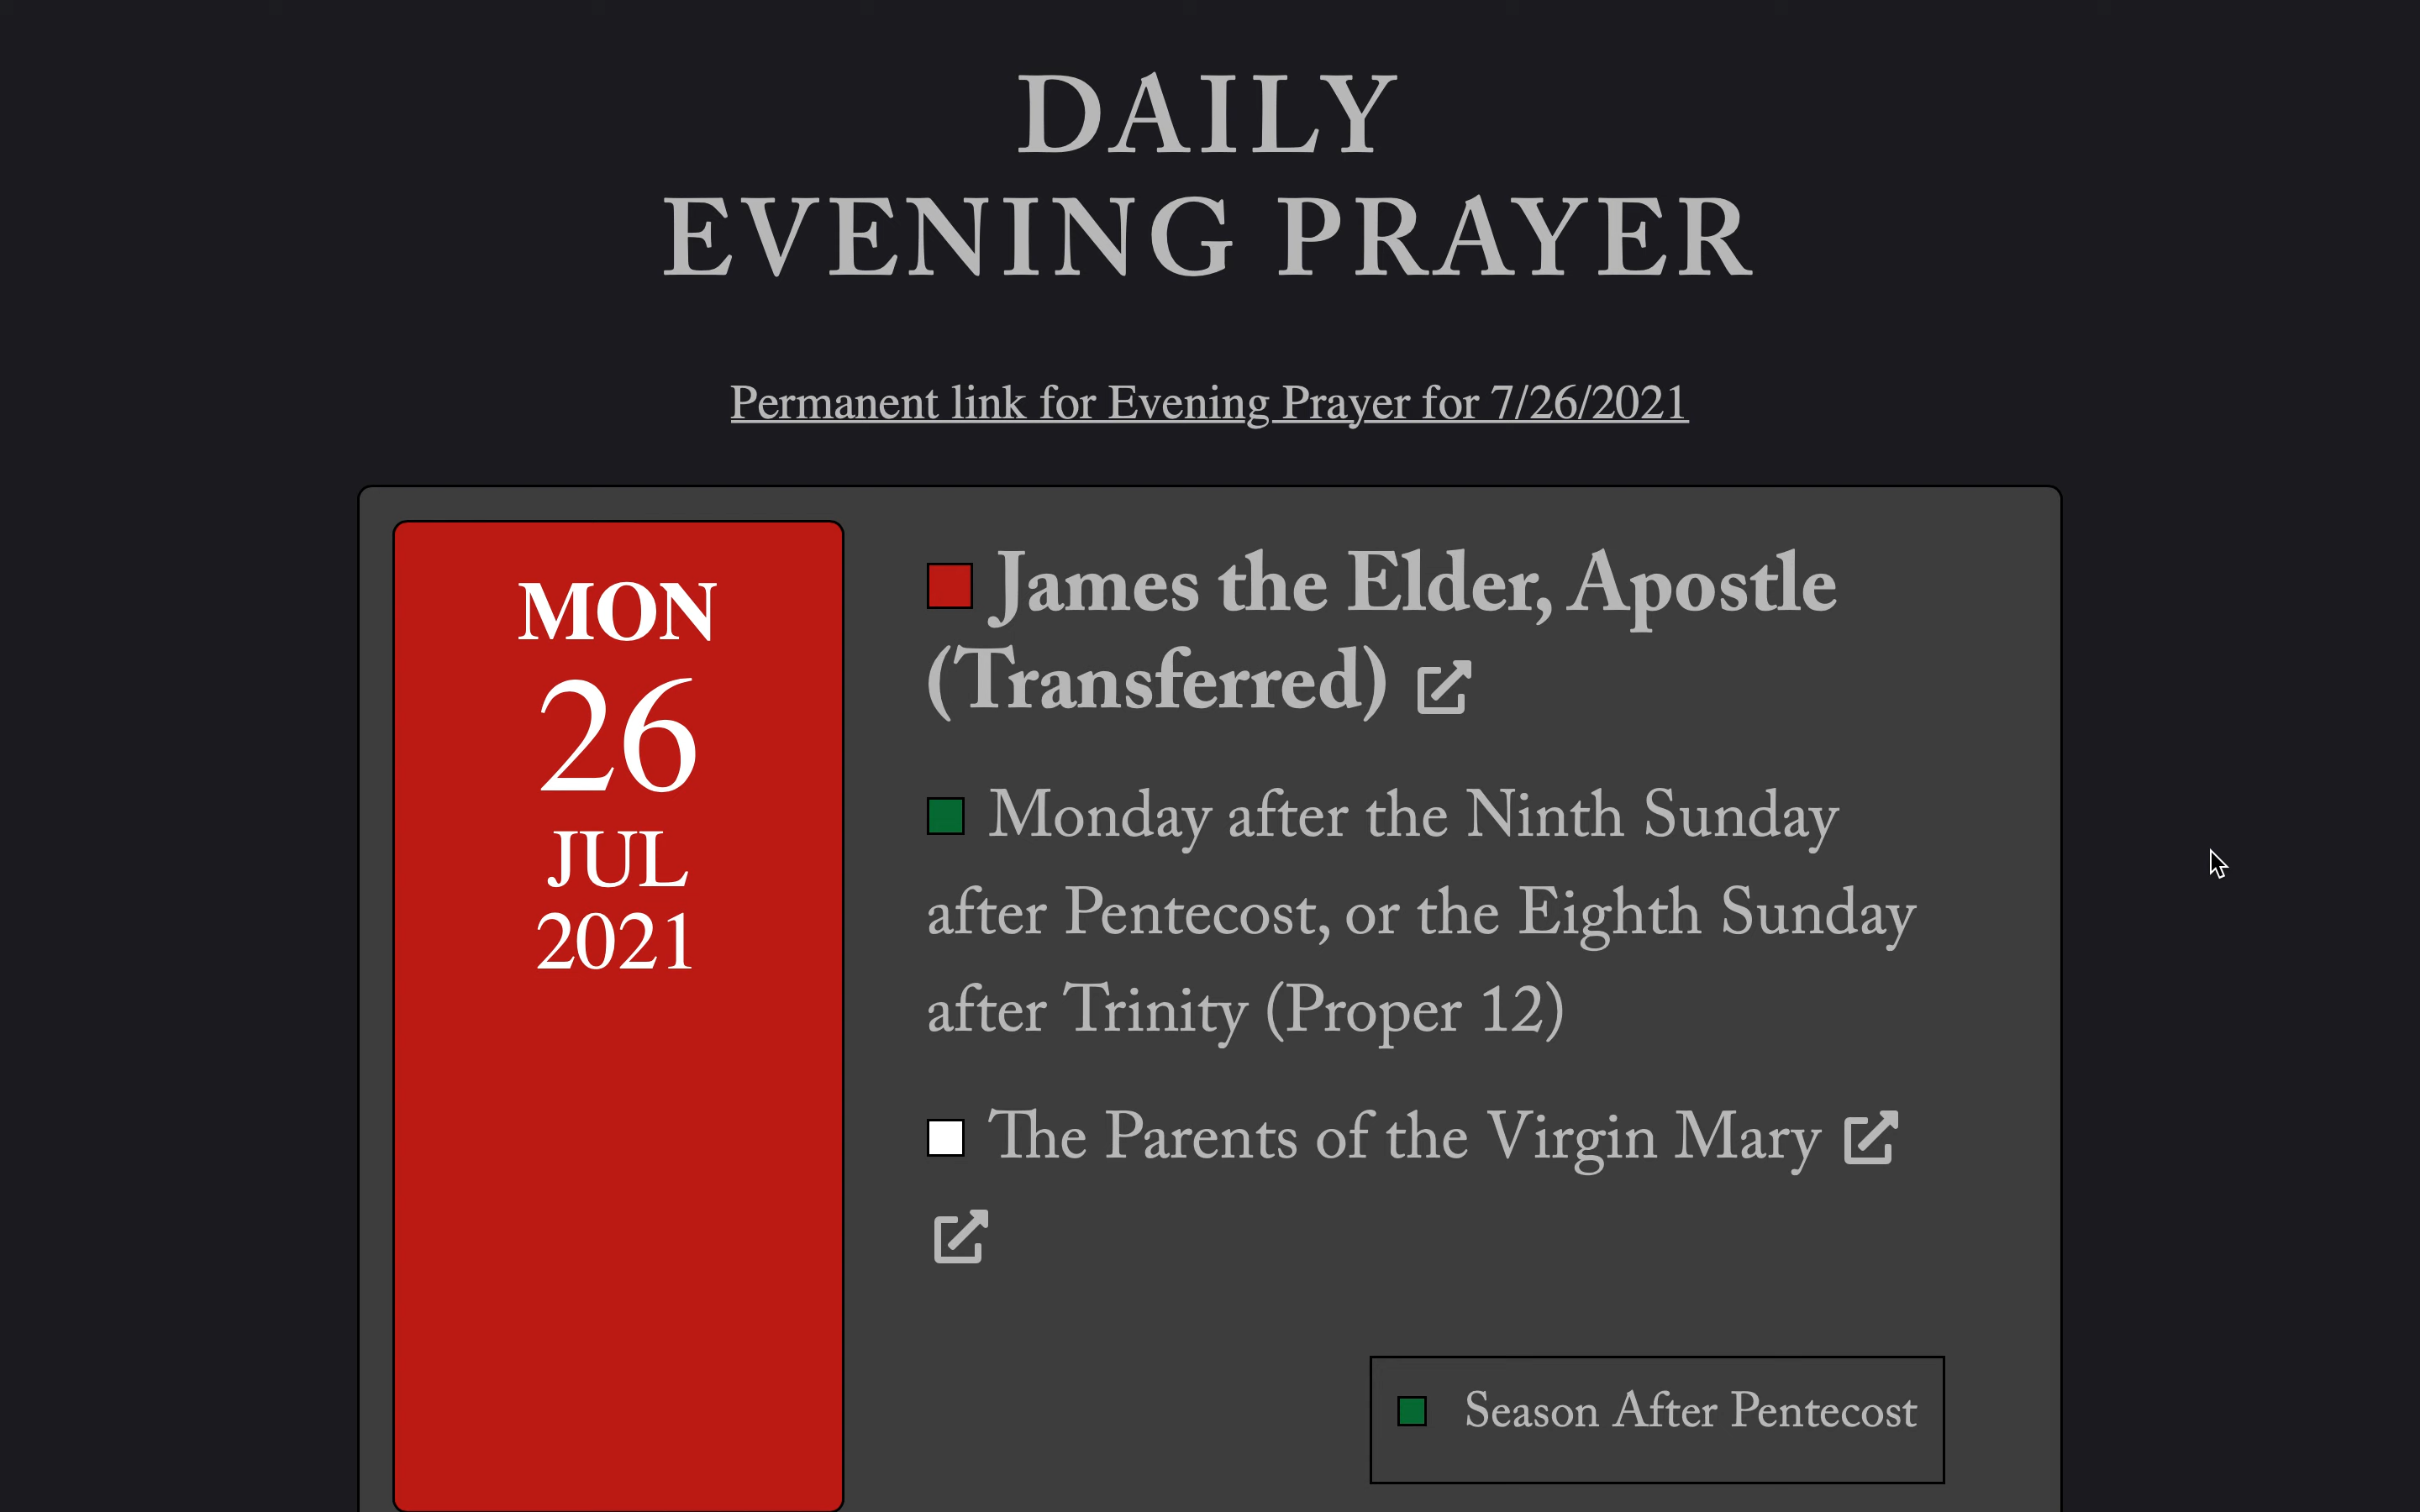 DAILY
EVENING PRAYER
Permanent link for Evening Prayer for 7/26/2021
MON
26
JUL
2021
James the Elder, Apostle
(Transferred)
Monday after the Ninth Sunday
after Pentecost, or the Eighth Sunday
after Trinity (Proper 12)
The Parents of the Virgin Mary
Season After Pentecost